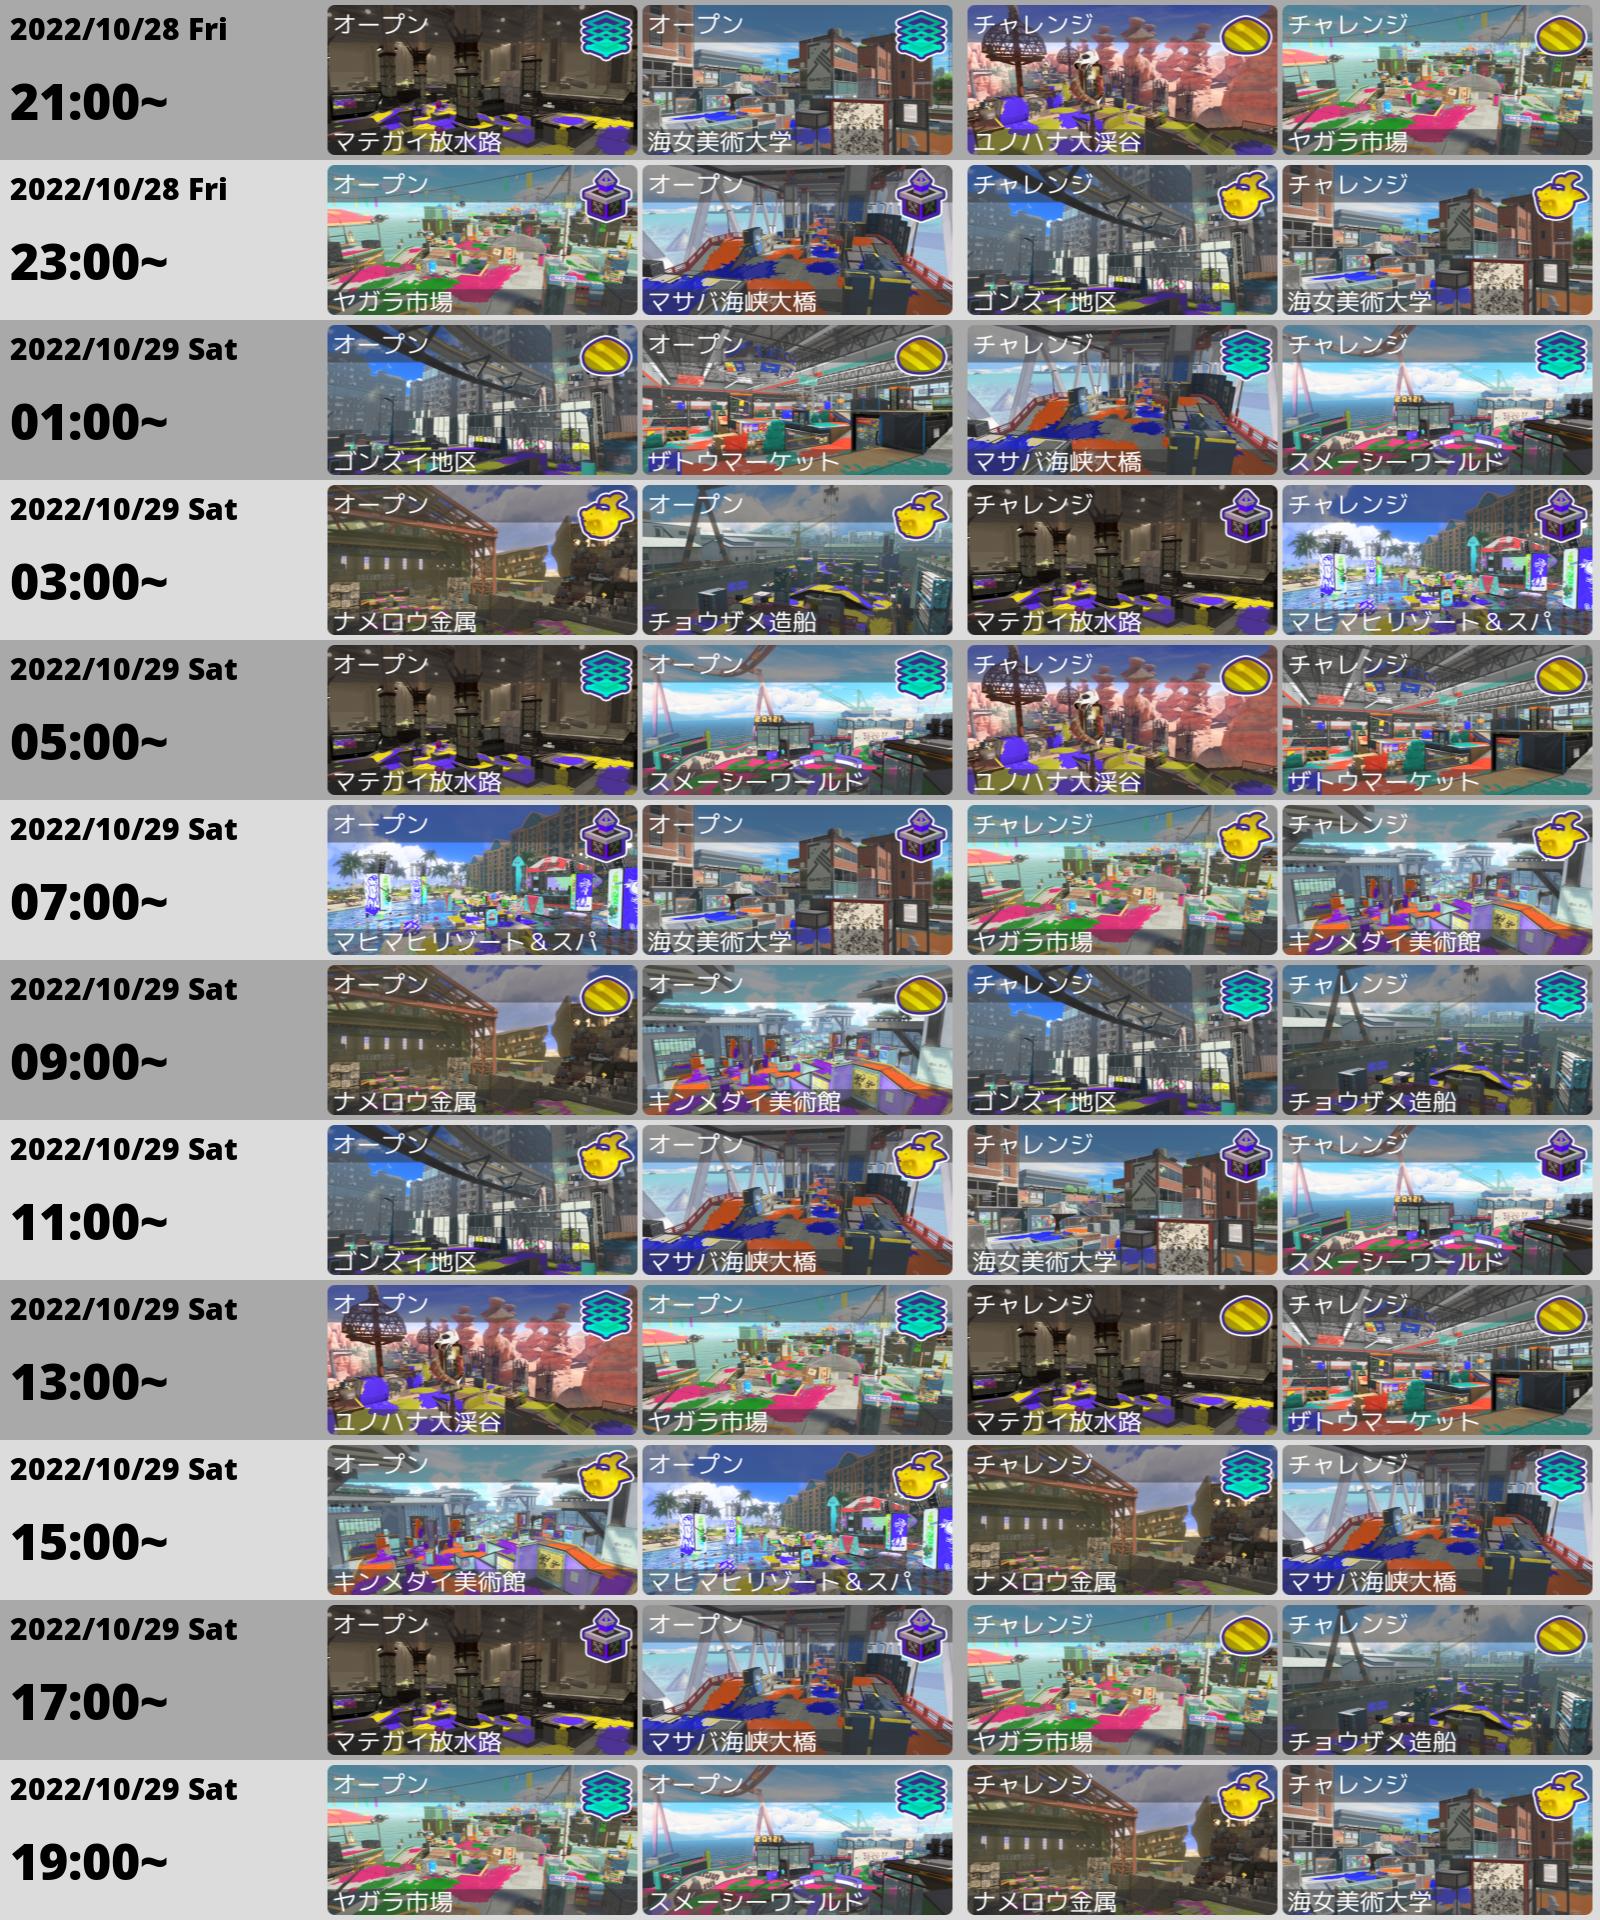 2022/10/28 Fri
21:00~
オープン
マテガイ放水路
オープン
海女美術大学
チャレンジ
ユノハナ大渓谷
チャレンジ
ヤガラ市場
2022/10/28 Fri
23:00~
オープン
ヤガラ市場
オープン
マサバ海峡大橋
チャレンジ
ゴンズイ地区
チャレンジ
海女美術大学
2022/10/29 Sat
01:00~
オープン
ゴンズイ地区
オープン
ザトウマーケット
チャレンジ
マサバ海峡大橋
チャレンジ
スメーシーワールド
2022/10/29 Sat
03:00~
オープン
ナメロウ金属
オープン
チョウザメ造船
チャレンジ
マテガイ放水路
チャレンジ
マヒマヒリゾート＆スパ
2022/10/29 Sat
05:00~
オープン
マテガイ放水路
オープン
スメーシーワールド
チャレンジ
ユノハナ大渓谷
チャレンジ
ザトウマーケット
2022/10/29 Sat
07:00~
オープン
マヒマヒリゾート＆スパ
オープン
海女美術大学
チャレンジ
ヤガラ市場
チャレンジ
キンメダイ美術館
2022/10/29 Sat
09:00~
オープン
ナメロウ金属
オープン
キンメダイ美術館
チャレンジ
ゴンズイ地区
チャレンジ
チョウザメ造船
2022/10/29 Sat
11:00~
オープン
ゴンズイ地区
オープン
マサバ海峡大橋
チャレンジ
海女美術大学
チャレンジ
スメーシーワールド
2022/10/29 Sat
13:00~
オープン
ユノハナ大渓谷
オープン
ヤガラ市場
チャレンジ
マテガイ放水路
チャレンジ
ザトウマーケット
2022/10/29 Sat
15:00~
オープン
キンメダイ美術館
オープン
マヒマヒリゾート＆スパ
チャレンジ
ナメロウ金属
チャレンジ
マサバ海峡大橋
2022/10/29 Sat
17:00~
オープン
マテガイ放水路
オープン
マサバ海峡大橋
チャレンジ
ヤガラ市場
チャレンジ
チョウザメ造船
2022/10/29 Sat
19:00~
オープン
ヤガラ市場
オープン
スメーシーワールド
チャレンジ
ナメロウ金属
チャレンジ
海女美術大学